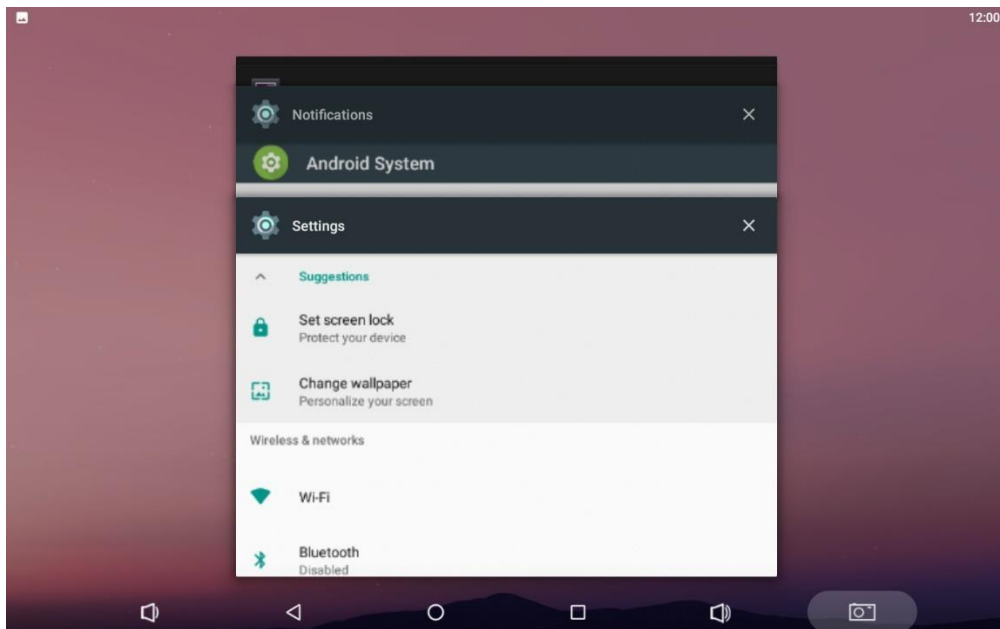 12:00
Notifications
Android System
Settings
Suggestions
Set screen lock
Protect your device
Change wallpaper
Personalize your screen
Wireless & networks
Wi-Fi
Bluetooth
Disabled